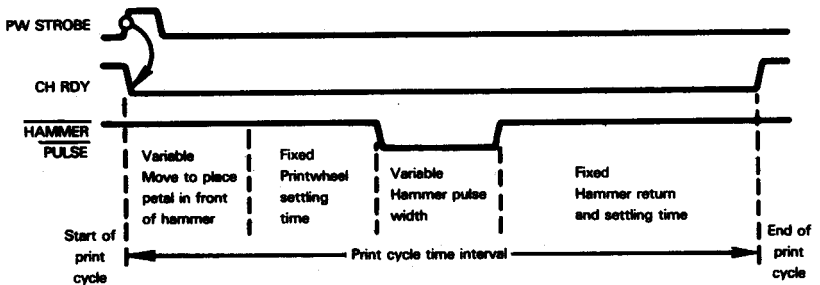 PW STROBE
CH RDY
HAMMER
PULSE
Variable
Move to place
petal in front
of hammer
Fixed
Printwheel
settling
time
Variable
Hammer pulse
width
Fixed
Hammer return
and settling time
Start of
print
cycle
Print cycle time interval
End of
print
cycle